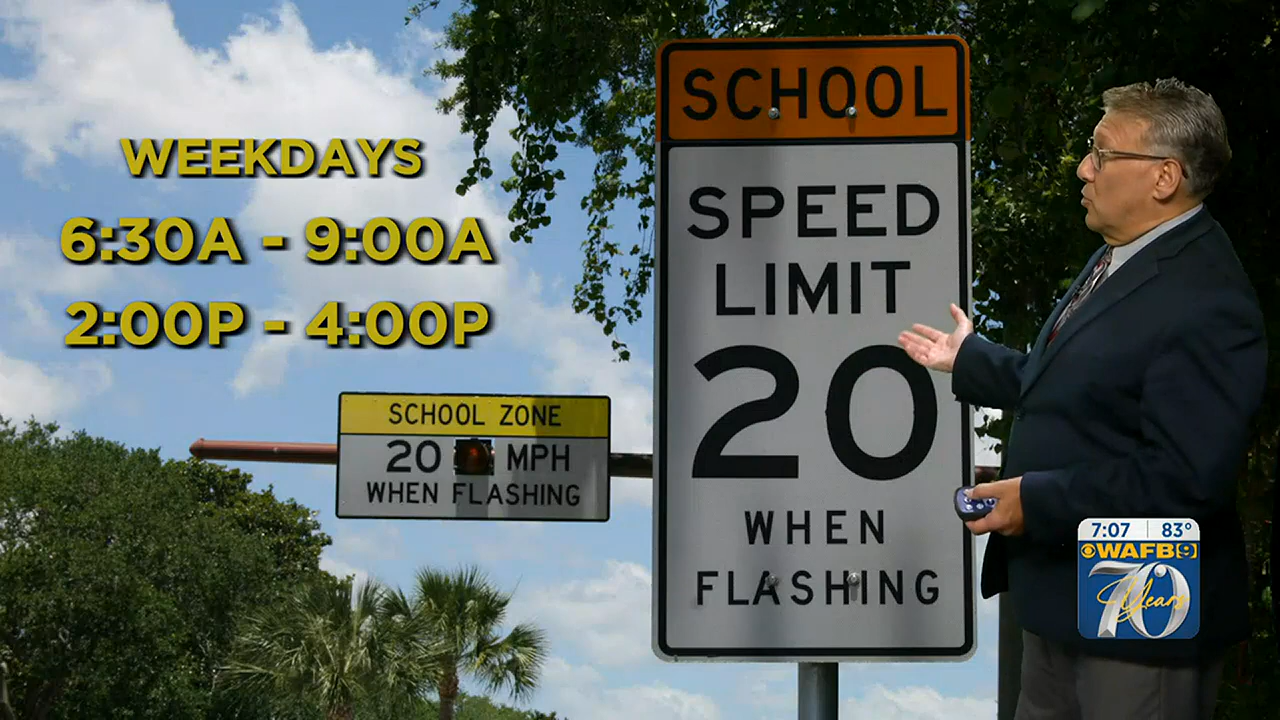 WEEKDAYS
6:30A - 9:00A
2:00P - 4:00P
SCHOOL
SPEED
LIMIT
20
WHEN
FLASHING
SCHOOL ZONE
20 MPH
WHEN FLASHING
7:07 83°
WAFB 9
70
Years